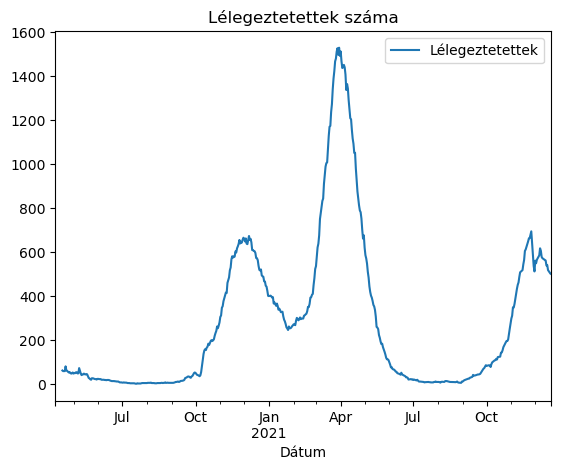 Lélegeztetettek száma
Lélegeztetettek
1600
1400
1200
1000
800
600
400
200
0
Jul
Oct
Jan
2021
Apr
Jul
Oct
Dátum